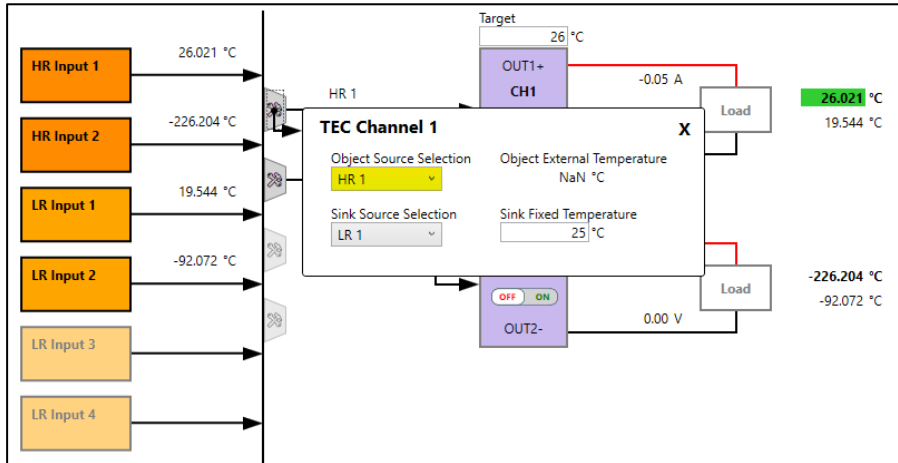 Target
26 °C
HR Input 1
26.021 °C
OUT1+
CH1
-0.05 A
Load
26.021 °C
19.544 °C
HR 1
HR Input 2
-226.204 °C
TEC Channel 1
X
Object Source Selection
HR 1
Object External Temperature
NaN °C
Sink Source Selection
LR 1
Sink Fixed Temperature
25 °C
LR Input 1
19.544 °C
LR Input 2
-92.072 °C
OFF ON
OUT2-
0.00 V
Load
-226.204 °C
-92.072 °C
LR Input 3
LR Input 4